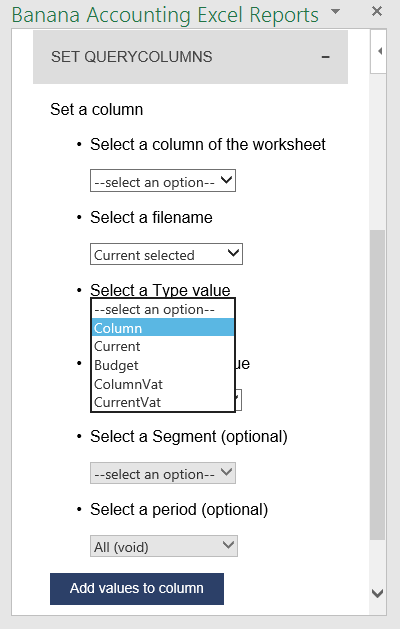 Banana Accounting Excel Reports
SET QUERYCOLUMNS
Set a column
• Select a column of the worksheet
--select an option--
• Select a filename
Current selected
• Select a Type value
--select an option--
Column
Current
Budget
ColumnVat
CurrentVat
• Select a Segment (optional)
--select an option--
• Select a period (optional)
All (void)
Add values to column